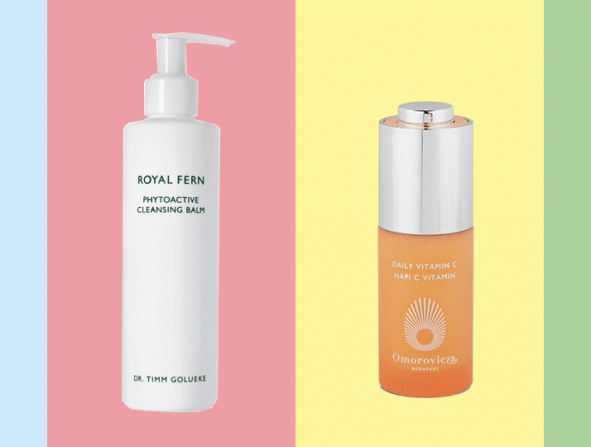 ROYAL FERN
PHYTOACTIVE
CLEANSING BALM
DR. TIMM GOLUEKE
DAILY VITAMIN C
NAPI C VITAMIN
Omorovicza
BUDAPEST